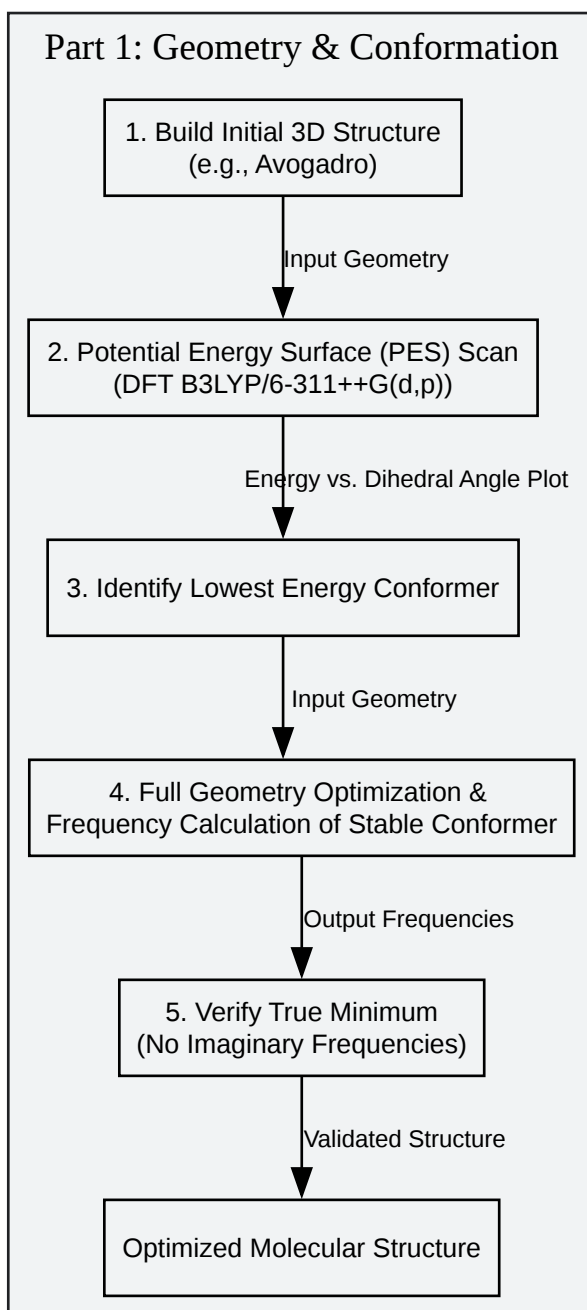 Part 1: Geometry & Conformation
1. Build Initial 3D Structure
(e.g., Avogadro)
Input Geometry
2. Potential Energy Surface (PES) Scan
(DFT B3LYP/6-311++G(d,p))
Energy vs. Dihedral Angle Plot
3. Identify Lowest Energy Conformer
Input Geometry
4. Full Geometry Optimization &
Frequency Calculation of Stable Conformer
Output Frequencies
5. Verify True Minimum
(No Imaginary Frequencies)
Validated Structure
Optimized Molecular Structure